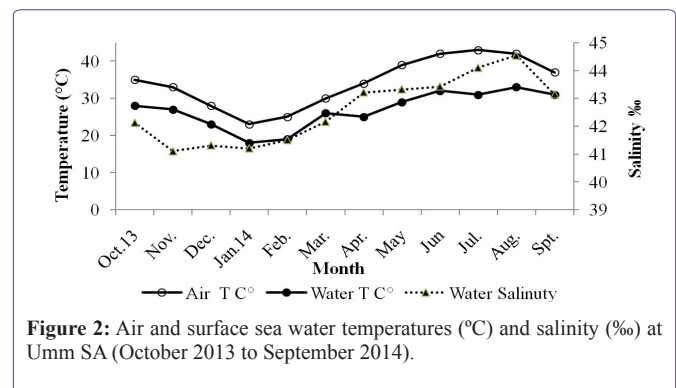 45
40
44
30
43
42
20
41
10
40
0
39
Temperature (°C)
Salinity ‰
Oct.13
Nov.
Dec.
Jan.14
Feb.
Mar.
Apr.
May
Jun
Jul.
Aug.
Spt.
Month
Air T C°
Water T C°
Water Salinuty
Figure 2: Air and surface sea water temperatures (ºC) and salinity (‰) at
Umm SA (October 2013 to September 2014).